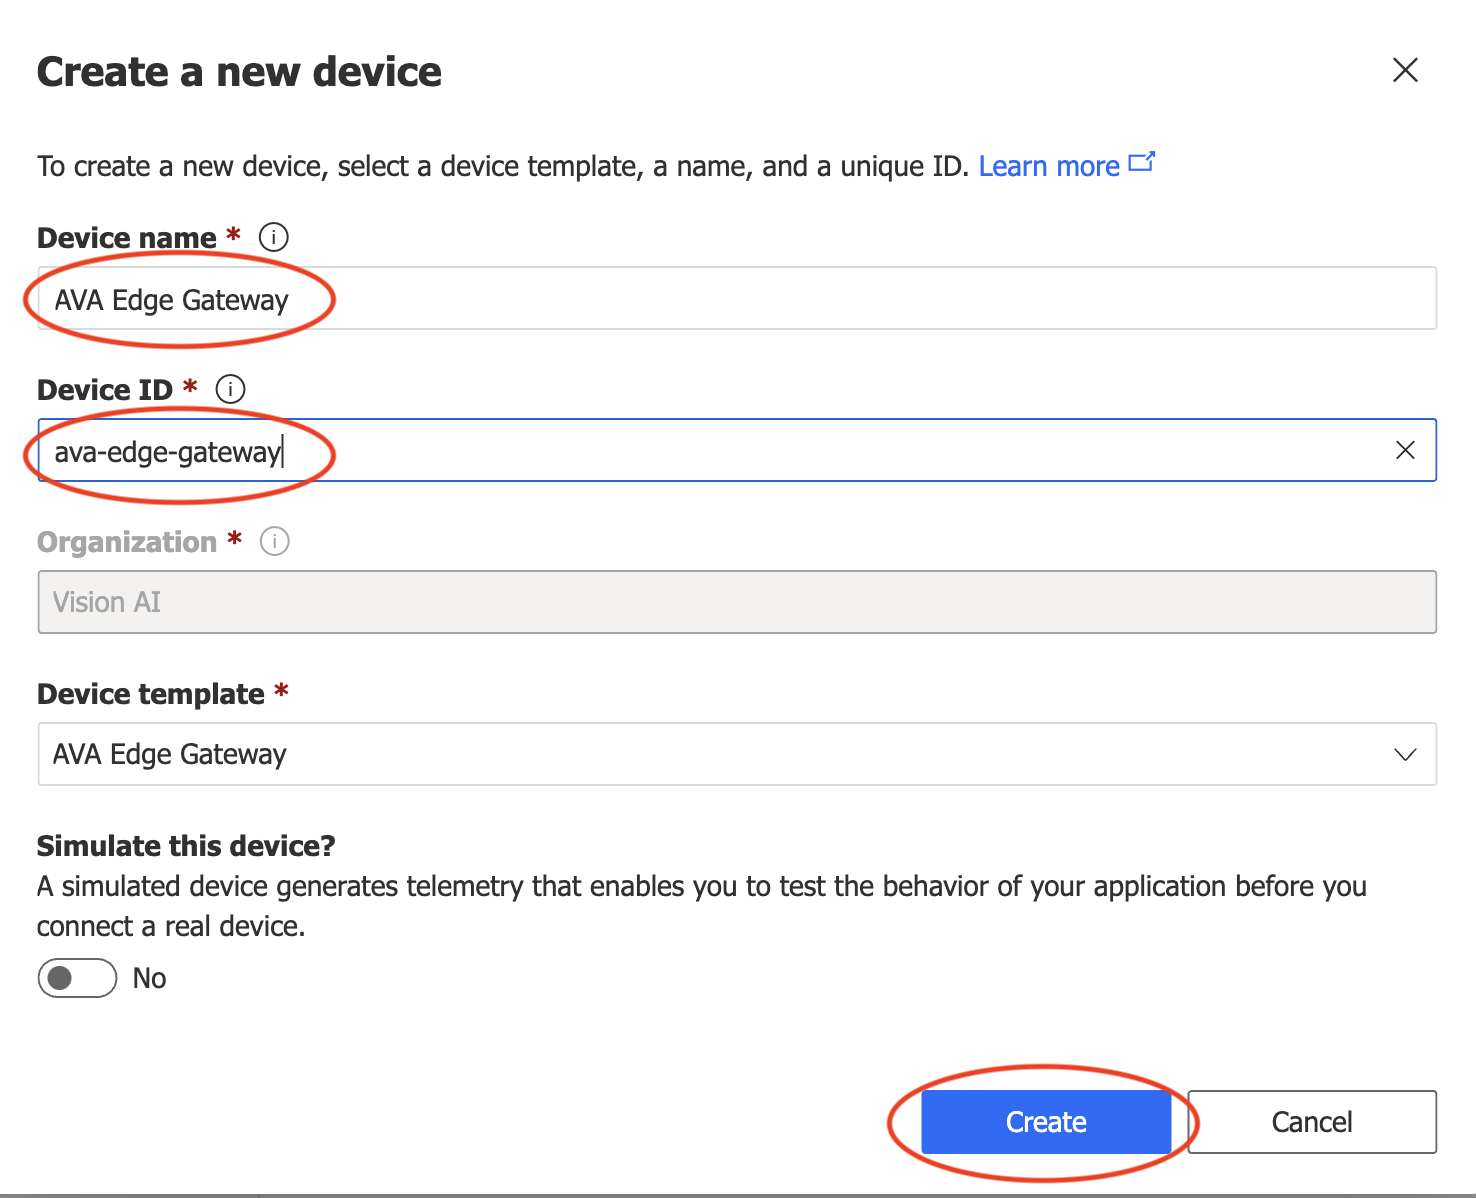 Create a new device
To create a new device, select a device template, a name, and a unique ID. Learn more
Device name *
AVA Edge Gateway
Device ID *
ava-edge-gateway
Organization *
Vision AI
Device template *
AVA Edge Gateway
Simulate this device?
A simulated device generates telemetry that enables you to test the behavior of your application before you
connect a real device.
No
Create
Cancel